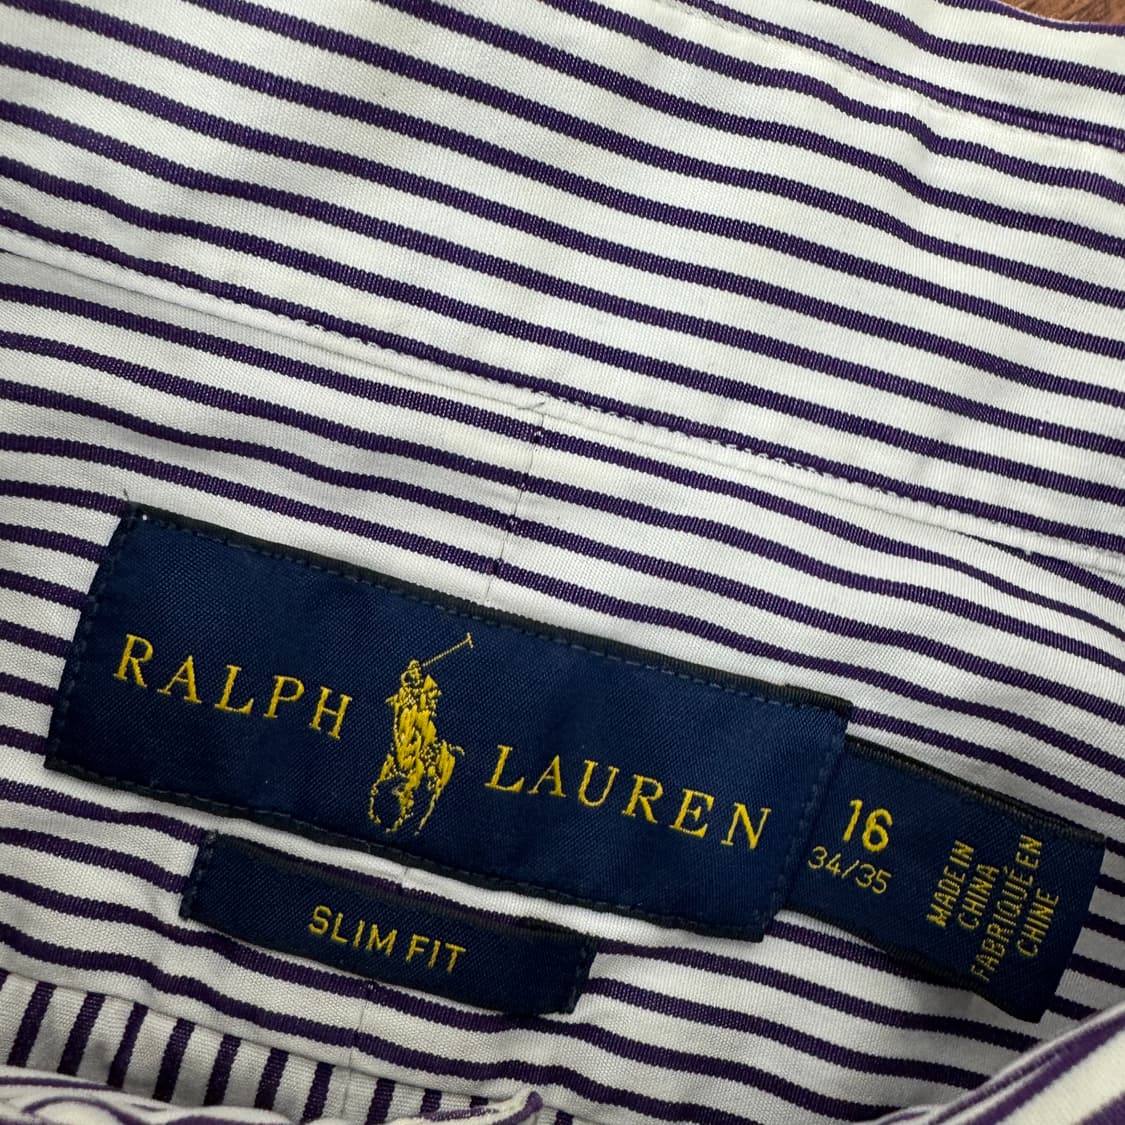 RALPH LAUREN
SLIM FIT
16
34/35
MADE IN
CHINA
FABRIQUÉ EN
CHINE